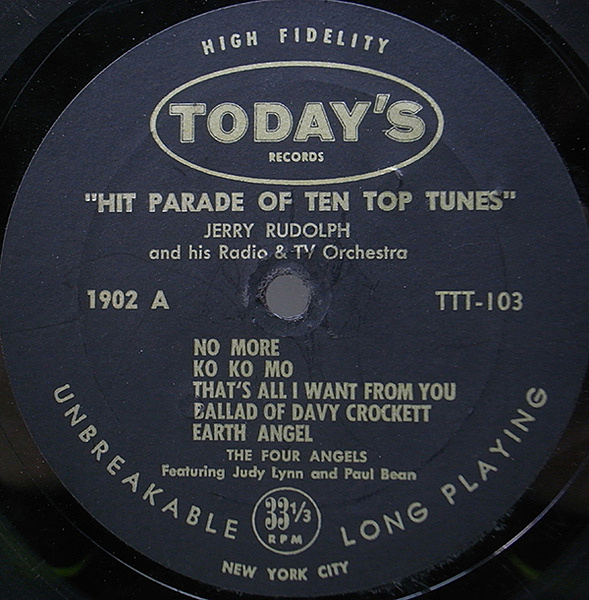 HIGH FIDELITY
TODAY'S
RECORDS
"HIT PARADE OF TEN TOP TUNES"
JERRY RUDOLPH
and his Radio & TV Orchestra
1902 A
TTT-103
NO MORE
KO KO MO
THAT'S ALL I WANT FROM YOU
BALLAD OF DAVY CROCKETT
EARTH ANGEL
THE FOUR ANGELS
Featuring Judy Lynn and Paul Bean
UNBREAKABLE
33 1/3
RPM
LONG PLAYING
NEW YORK CITY